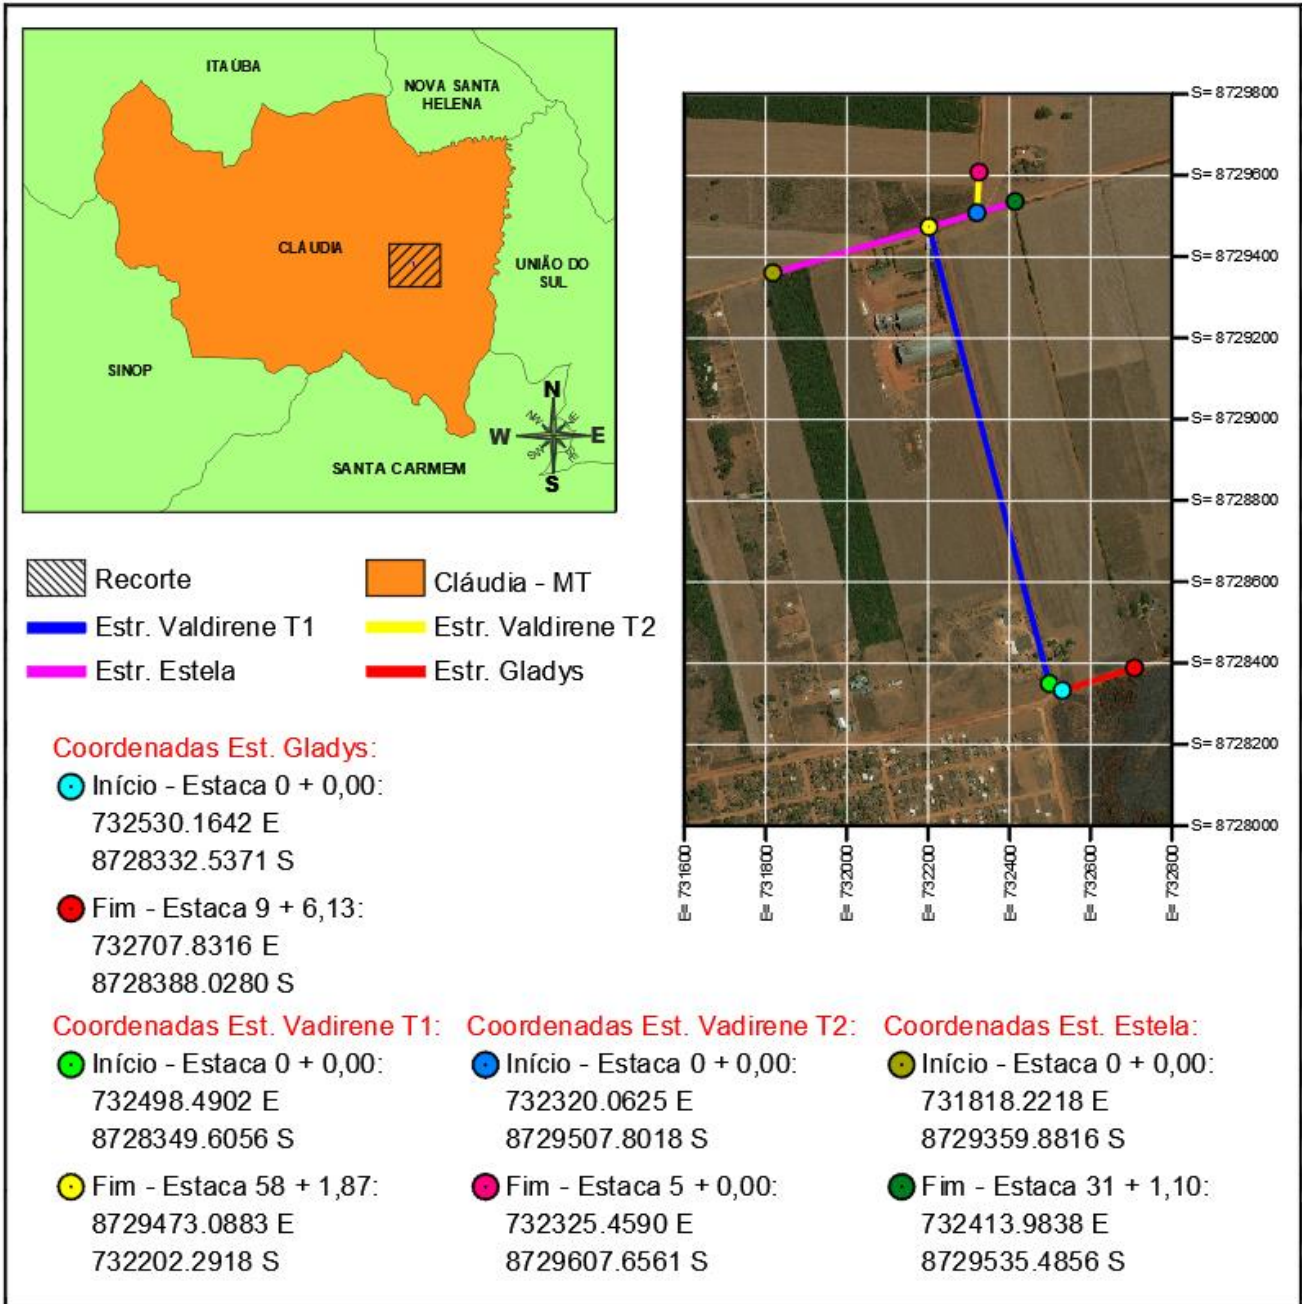 ITAÚBA
NOVA SANTA
HELENA
CLÁUDIA
UNIÃO DO
SUL
SINOP
SANTA CARMEM
N
NW
NE
W
E
SW
SE
S
S= 8729800
S= 8729600
S= 8729400
S= 8729200
S= 8729000
S= 8728800
S= 8728600
S= 8728400
S= 8728200
S= 8728000
E= 731600
E= 731800
E= 732000
E= 732200
E= 732400
E= 732600
E= 732800
Recorte
Cláudia - MT
Estr. Valdirene T1
Estr. Valdirene T2
Estr. Estela
Estr. Gladys
Coordenadas Est. Gladys:
Início - Estaca 0 + 0,00:
732530.1642 E
8728332.5371 S
Fim - Estaca 9 + 6,13:
732707.8316 E
8728388.0280 S
Coordenadas Est. Vadirene T1:
Início - Estaca 0 + 0,00:
732498.4902 E
8728349.6056 S
Fim - Estaca 58 + 1,87:
8729473.0883 E
732202.2918 S
Coordenadas Est. Vadirene T2:
Início - Estaca 0 + 0,00:
732320.0625 E
8729507.8018 S
Fim - Estaca 5 + 0,00:
732325.4590 E
8729607.6561 S
Coordenadas Est. Estela:
Início - Estaca 0 + 0,00:
731818.2218 E
8729359.8816 S
Fim - Estaca 31 + 1,10:
732413.9838 E
8729535.4856 S